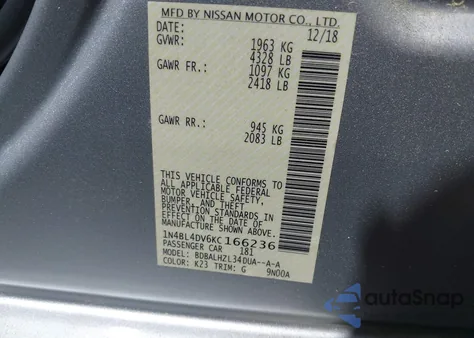 MFD BY NISSAN MOTOR CO., LTD.
DATE: 12/18
GVWR: 1963 KG
4328 LB
GAWR FR.: 1097 KG
2418 LB
GAWR RR.: 945 KG
2083 LB
THIS VEHICLE CONFORMS TO
ALL APPLICABLE FEDERAL
MOTOR VEHICLE SAFETY,
BUMPER, AND THEFT
PREVENTION STANDARDS IN
EFFECT ON THE DATE OF
MANUFACTURE SHOWN ABOVE.
1N4BL4DV6KC166236
PASSENGER CAR 181
MODEL: BDBALHZL34DUA--A-A
COLOR: K23 TRIM: G 9N00A
autoSnap